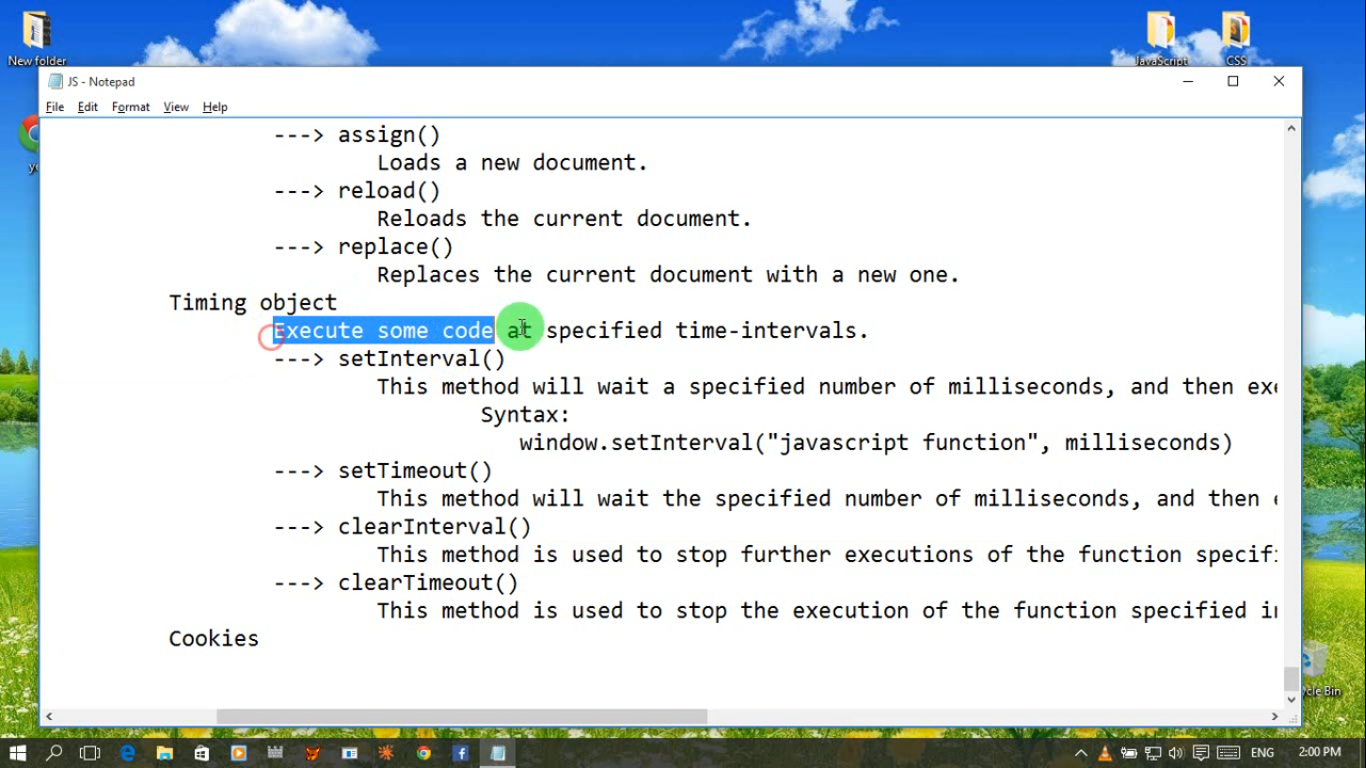 New folder
JavaScript
CSS
JS - Notepad
File Edit Format View Help
---> assign()
Loads a new document.
---> reload()
Reloads the current document.
---> replace()
Replaces the current document with a new one.
Timing object
Execute some code at specified time-intervals.
---> setInterval()
This method will wait a specified number of milliseconds, and then exe
Syntax:
window.setInterval("javascript function", milliseconds)
---> setTimeout()
This method will wait the specified number of milliseconds, and then
---> clearInterval()
This method is used to stop further executions of the function specif
---> clearTimeout()
This method is used to stop the execution of the function specified in
Cookies
cle Bin
ENG 2:00 PM